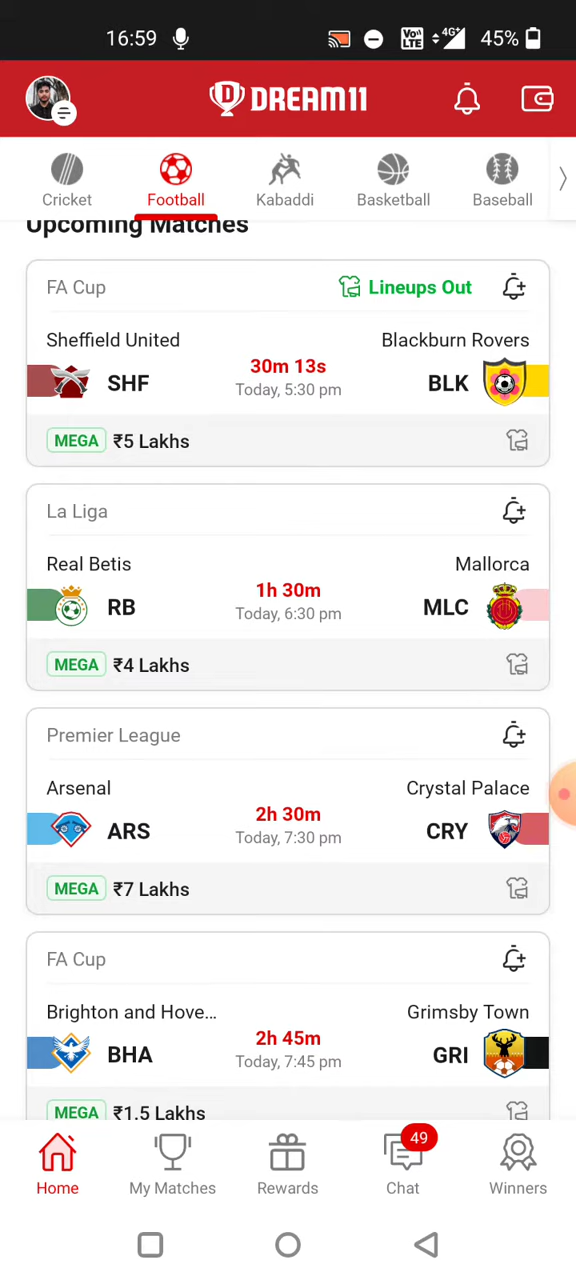 16:59 Vo LTE 4G+ 45%
DREAM11
Cricket Football Kabaddi Basketball Baseball
Upcoming Matches
FA Cup Lineups Out
Sheffield United Blackburn Rovers
SHF 30m 13s BLK
Today, 5:30 pm
MEGA ₹5 Lakhs
La Liga
Real Betis Mallorca
RB 1h 30m MLC
Today, 6:30 pm
MEGA ₹4 Lakhs
Premier League
Arsenal Crystal Palace
ARS 2h 30m CRY
Today, 7:30 pm
MEGA ₹7 Lakhs
FA Cup
Brighton and Hove... Grimsby Town
BHA 2h 45m GRI
Today, 7:45 pm
MEGA ₹1.5 Lakhs
49
Home My Matches Rewards Chat Winners